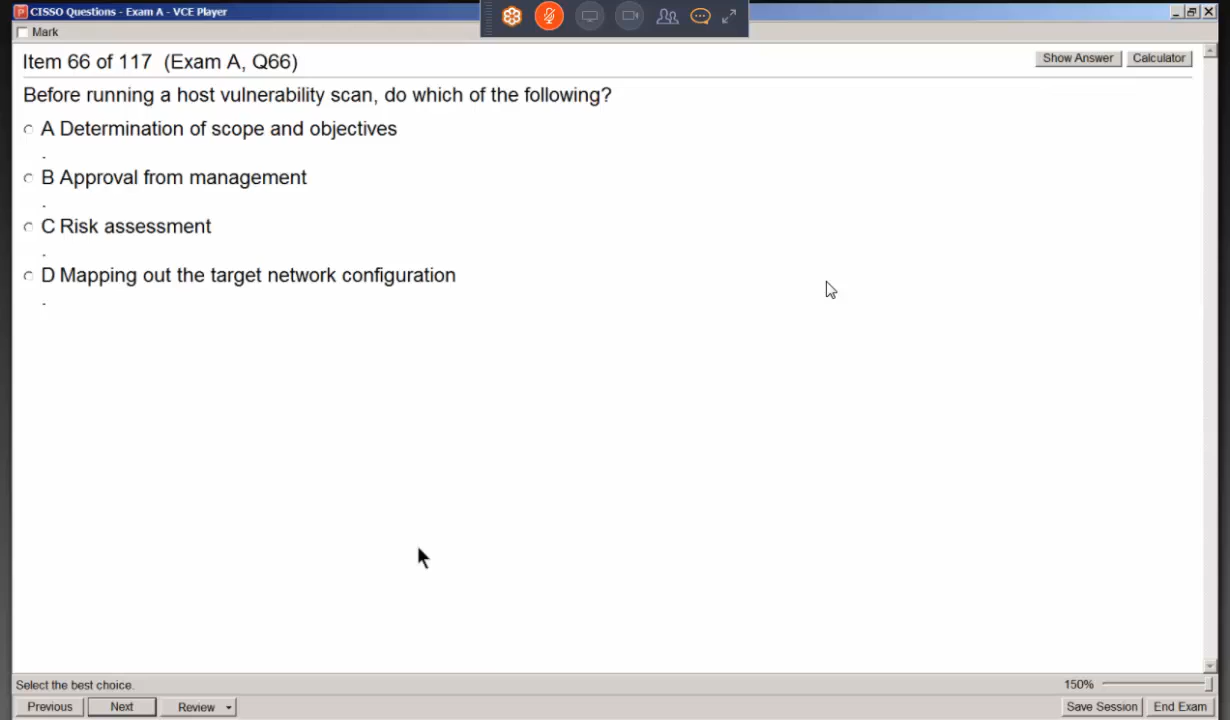 CISSO Questions - Exam A - VCE Player
Mark
Item 66 of 117 (Exam A, Q66)
Show Answer
Calculator
Before running a host vulnerability scan, do which of the following?
A Determination of scope and objectives
.
B Approval from management
.
C Risk assessment
.
D Mapping out the target network configuration
.
Select the best choice.
150%
Previous
Next
Review
Save Session
End Exam